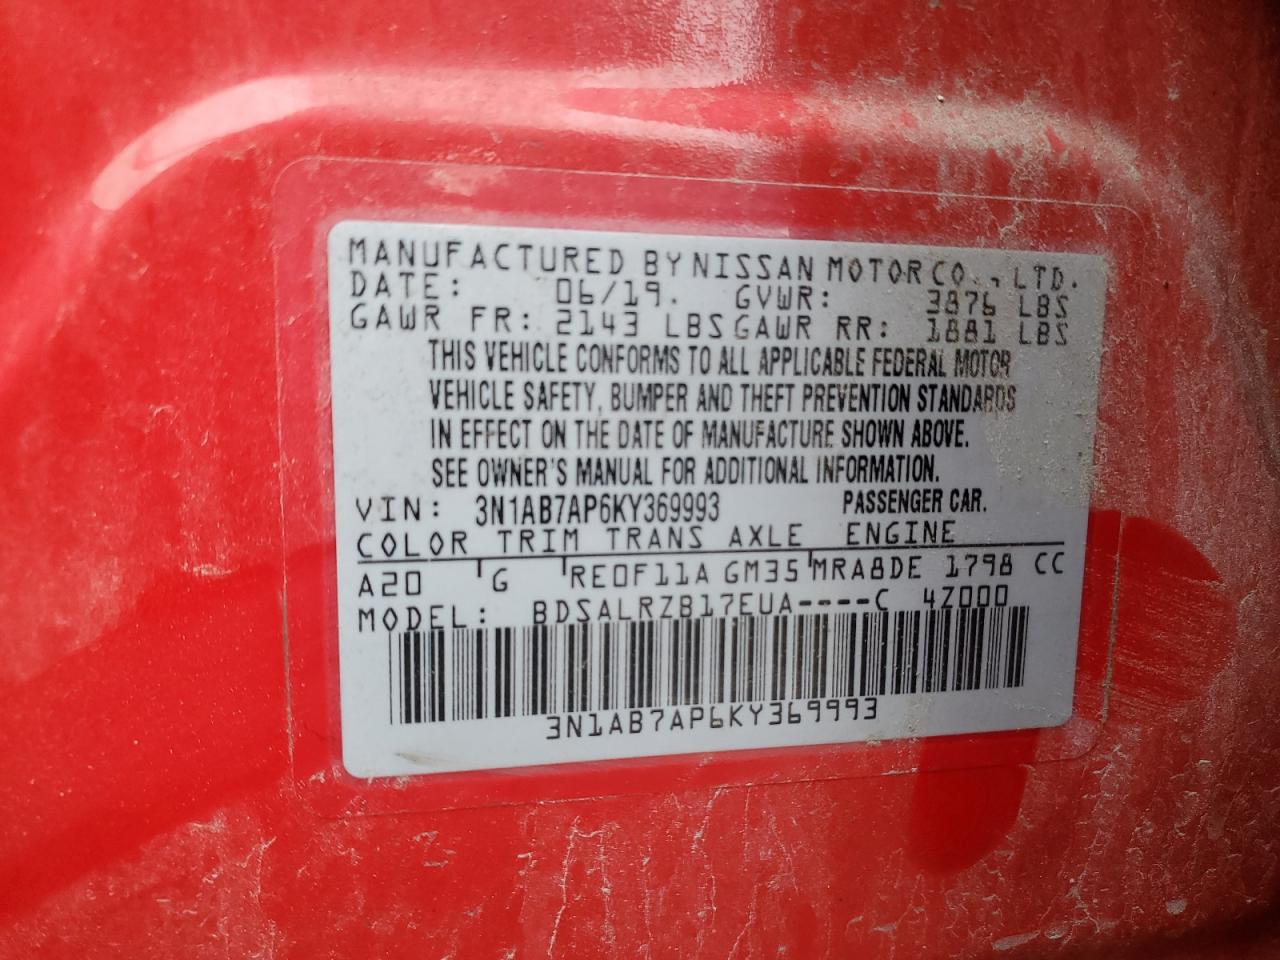 MANUFACTURED BY NISSAN MOTOR CO., LTD.
DATE: 06/19. GVWR: 3876 LBS
GAWR FR: 2143 LBS GAWR RR: 1881 LBS
THIS VEHICLE CONFORMS TO ALL APPLICABLE FEDERAL MOTOR
VEHICLE SAFETY, BUMPER AND THEFT PREVENTION STANDARDS
IN EFFECT ON THE DATE OF MANUFACTURE SHOWN ABOVE.
SEE OWNER'S MANUAL FOR ADDITIONAL INFORMATION.
VIN: 3N1AB7AP6KY369993 PASSENGER CAR.
COLOR TRIM TRANS AXLE ENGINE
A20 G RE0F11A GM35 MRA8DE 1798 CC
MODEL: BDSALRZB17EUA----C 4Z000
3N1AB7AP6KY369993